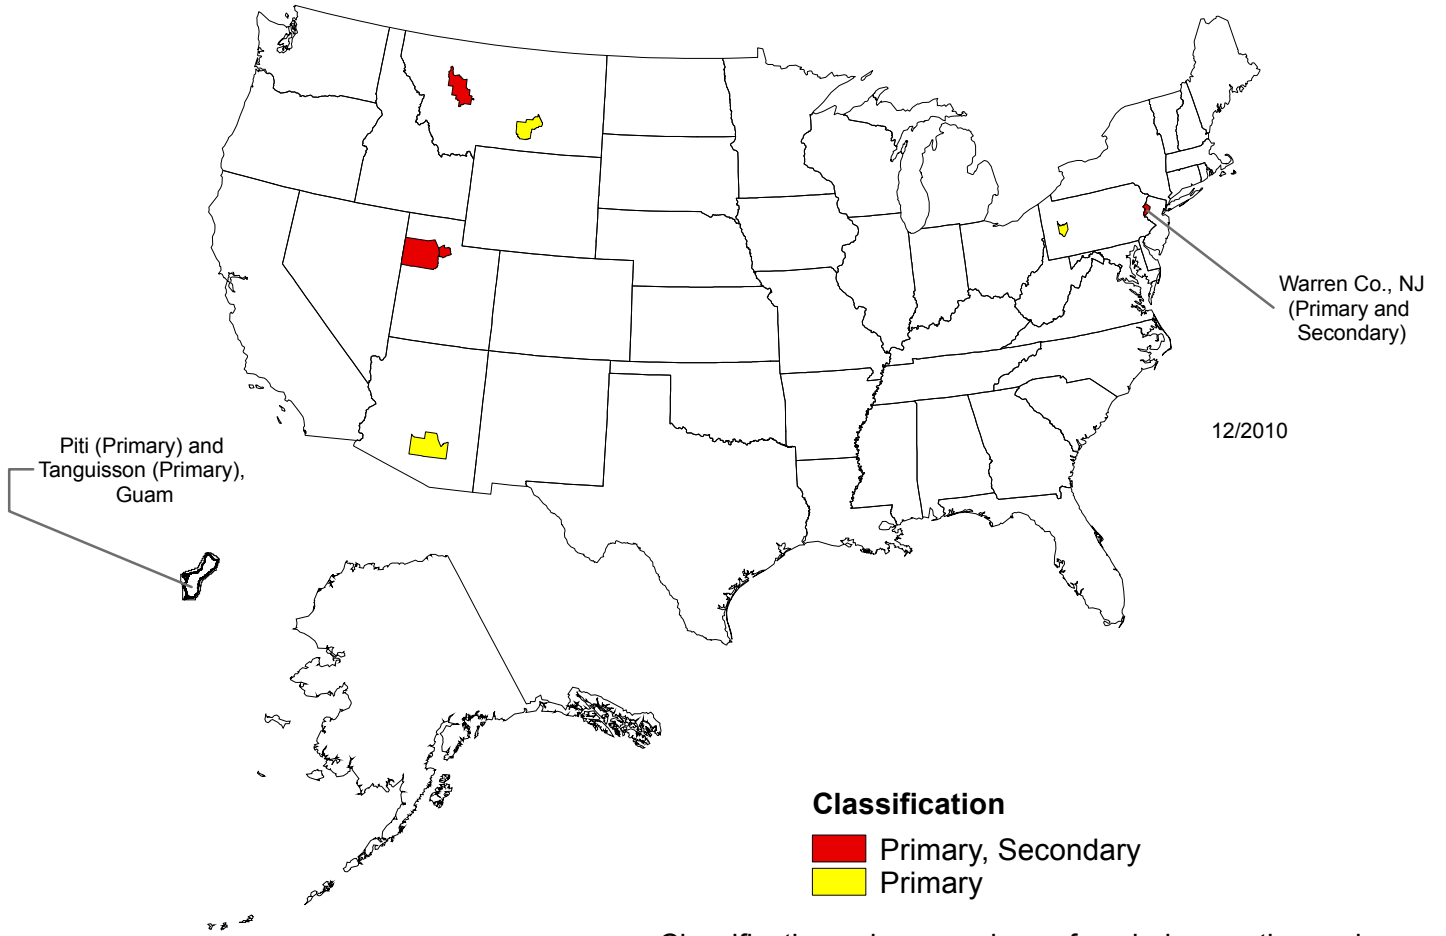 Warren Co., NJ
(Primary and
Secondary)
12/2010
Piti (Primary) and
Tanguisson (Primary),
Guam
Classification
Primary, Secondary
Primary